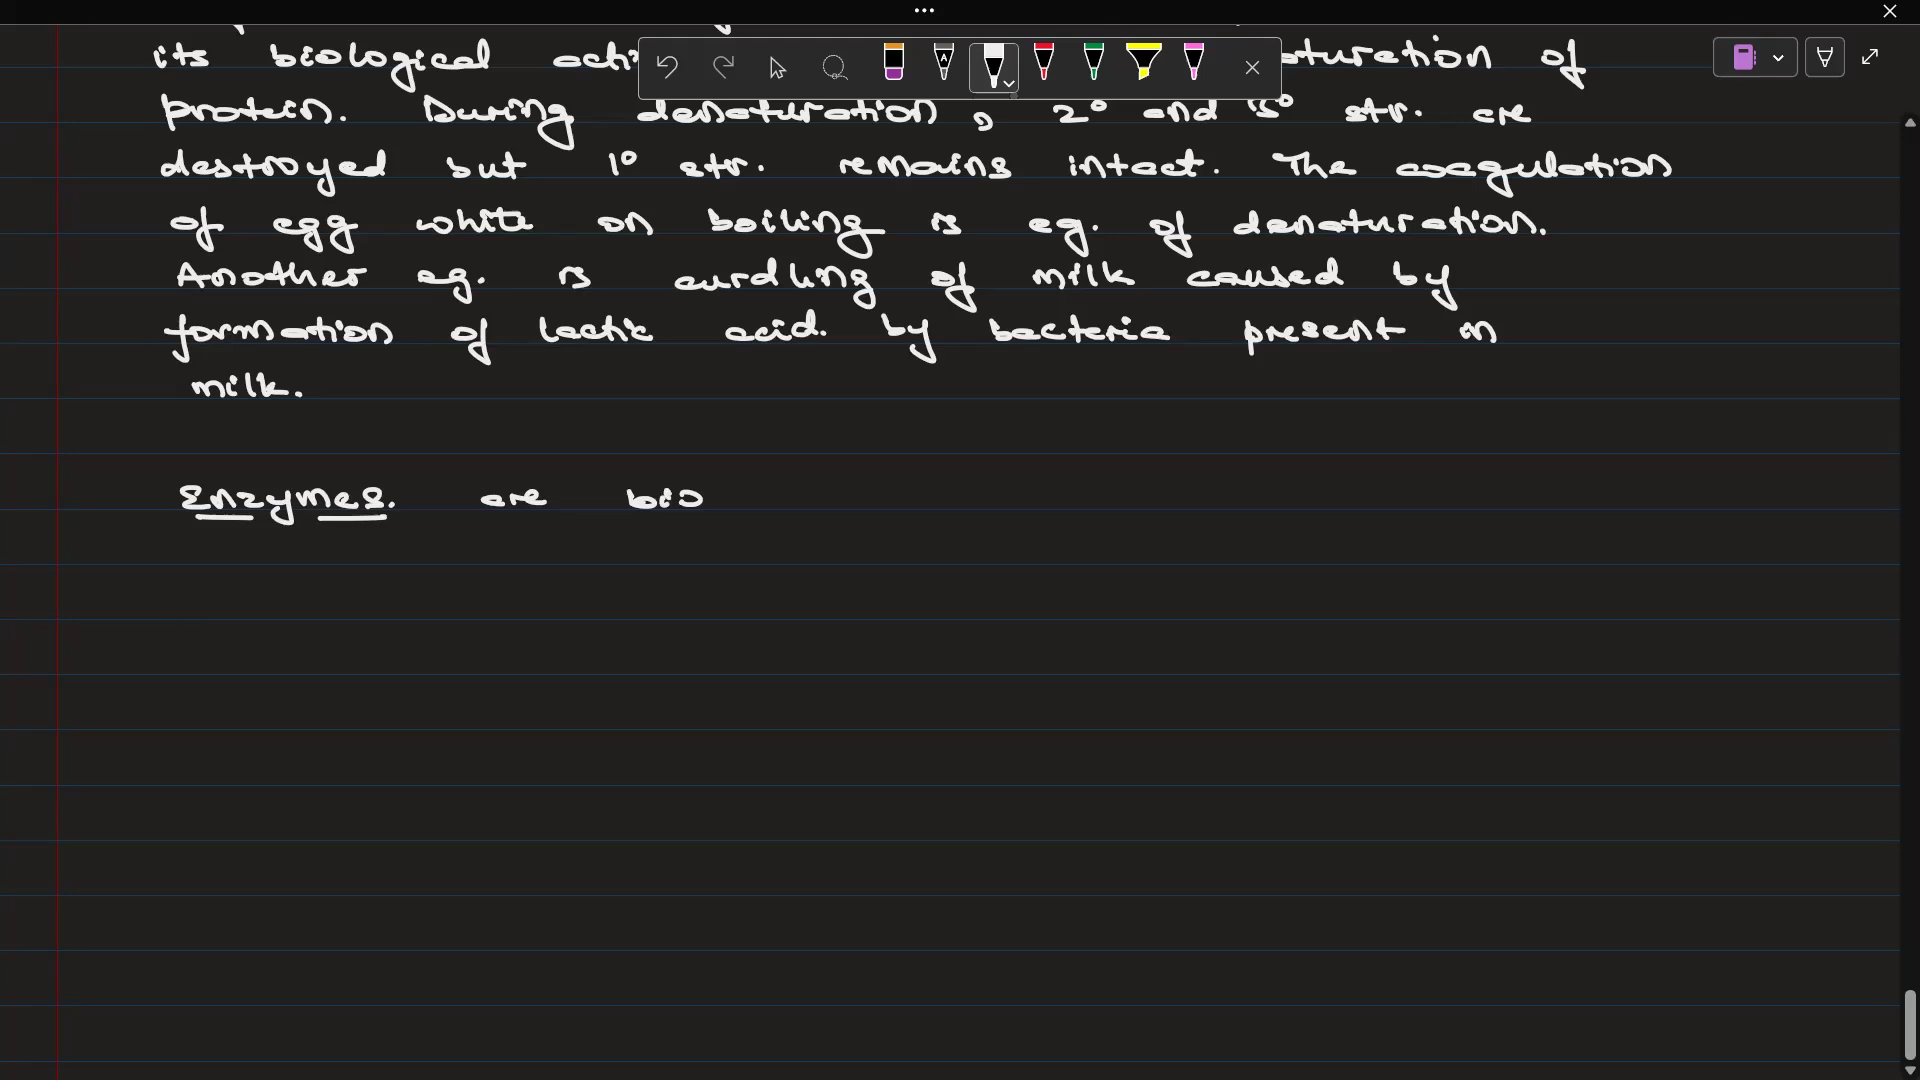 its biological acti aturation of
protein. During denaturation, 2° and 3° str. are
destroyed but 1° str. remains intact. The coagulation
of egg white on boiling is eg. of denaturation.
Another eg. is curdling of milk caused by
formation of lactic acid. by bacteria present in
milk.
Enzymes. are bio